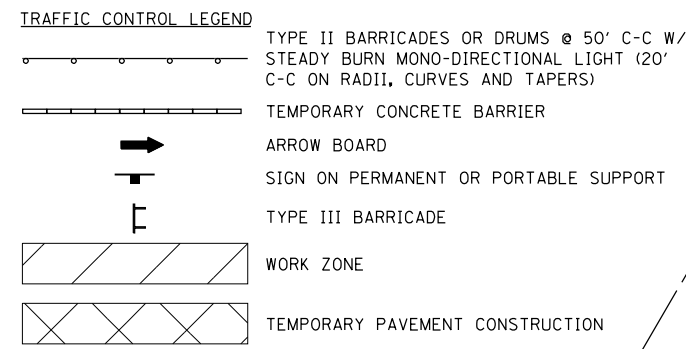 TRAFFIC CONTROL LEGEND
TYPE II BARRICADES OR DRUMS @ 50' C-C W/
STEADY BURN MONO-DIRECTIONAL LIGHT (20'
C-C ON RADII, CURVES AND TAPERS)
TEMPORARY CONCRETE BARRIER
ARROW BOARD
SIGN ON PERMANENT OR PORTABLE SUPPORT
TYPE III BARRICADE
WORK ZONE
TEMPORARY PAVEMENT CONSTRUCTION